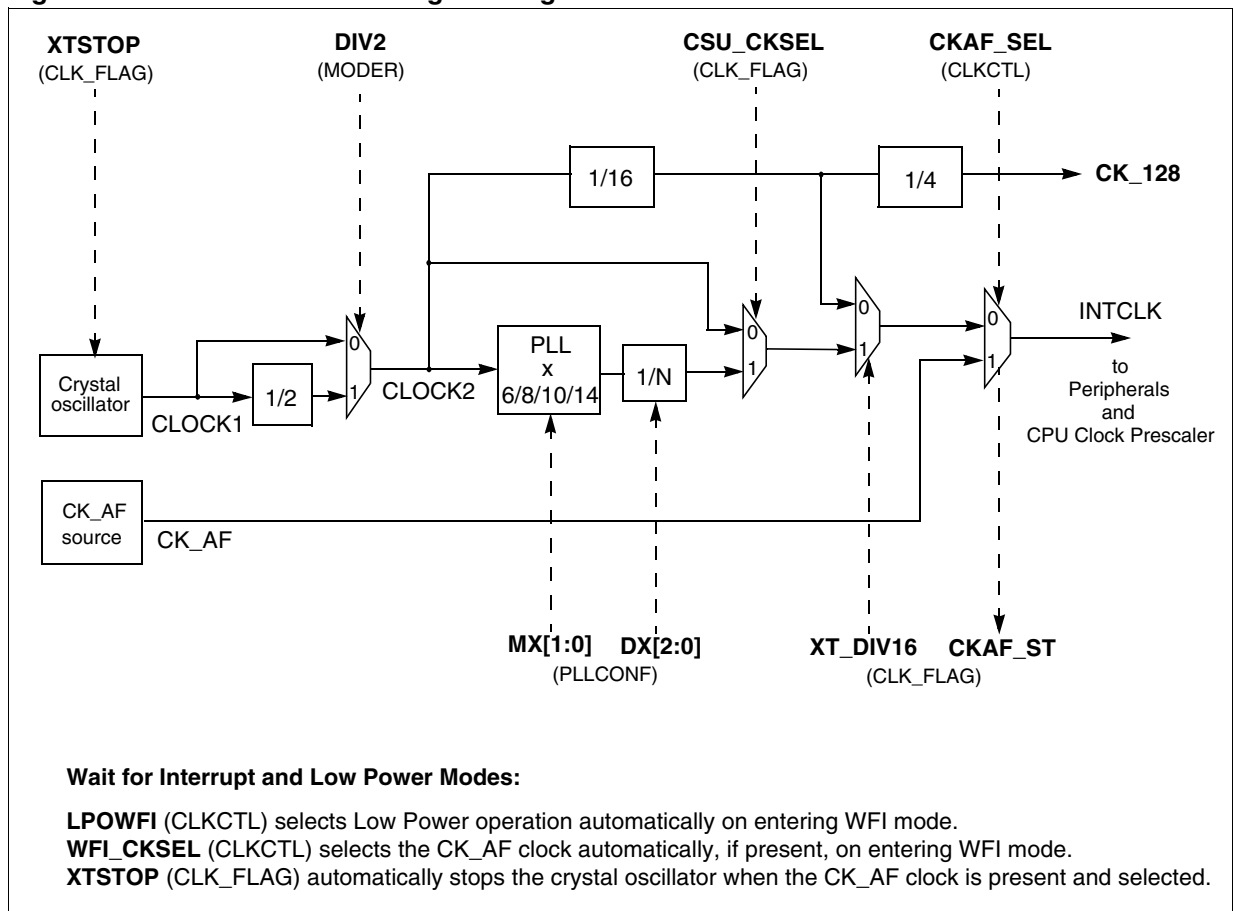 XTSTOP
(CLK_FLAG)
DIV2
(MODER)
CSU_CKSEL
(CLK_FLAG)
CKAF_SEL
(CLKCTL)
1/16
1/4
CK_128
0
1
0
1
0
1
0
1
INTCLK
to
Peripherals
and
CPU Clock Prescaler
Crystal
oscillator
CLOCK1
1/2
CLOCK2
PLL
x
6/8/10/14
1/N
CK_AF
source
CK_AF
MX[1:0]
DX[2:0]
(PLLCONF)
XT_DIV16
CKAF_ST
(CLK_FLAG)
Wait for Interrupt and Low Power Modes:
LPOWFI (CLKCTL) selects Low Power operation automatically on entering WFI mode.
WFI_CKSEL (CLKCTL) selects the CK_AF clock automatically, if present, on entering WFI mode.
XTSTOP (CLK_FLAG) automatically stops the crystal oscillator when the CK_AF clock is present and selected.